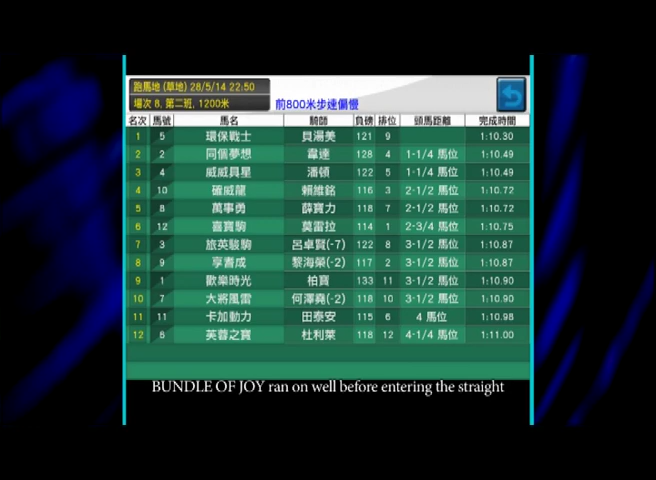 跑馬地 (草地) 28/5/14 22:50
場次 8, 第二班, 1200米
前800米步速偏慢
名次 馬號 馬名 騎師 負磅 排位 頭馬距離 完成時間
1 5 環保戰士 貝湯美 121 9 1:10.30
2 2 同個夢想 韋達 128 4 1-1/4 馬位 1:10.49
3 4 威威具星 潘頓 122 5 1-1/4 馬位 1:10.49
4 10 確威龍 賴維銘 116 3 2-1/2 馬位 1:10.72
5 8 萬事勇 薛寶力 118 7 2-1/2 馬位 1:10.72
6 12 喜寶駒 莫雷拉 114 1 2-3/4 馬位 1:10.75
7 3 旅英駿駒 呂卓賢(-7) 122 8 3-1/2 馬位 1:10.87
8 9 享耆成 黎海榮(-2) 117 2 3-1/2 馬位 1:10.87
9 1 歡樂時光 柏寶 133 11 3-1/2 馬位 1:10.90
10 7 大將風雷 何澤堯(-2) 118 10 3-1/2 馬位 1:10.90
11 11 卡加動力 田泰安 115 6 4 馬位 1:10.98
12 6 芙蓉之寶 杜利萊 118 12 4-1/4 馬位 1:11.00
BUNDLE OF JOY ran on well before entering the straight